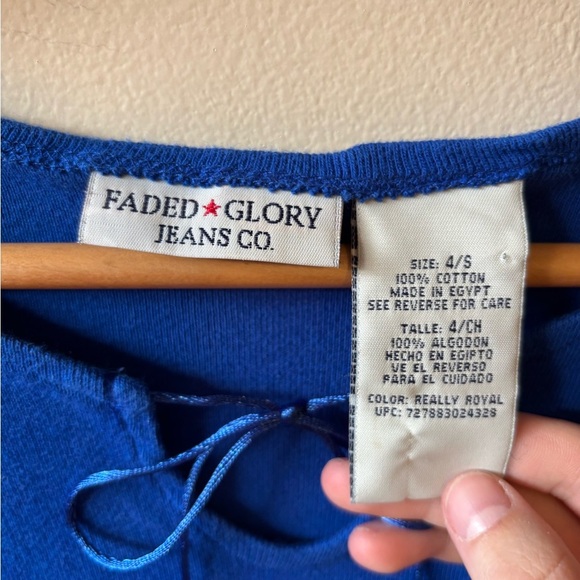 FADED★GLORY
JEANS CO.
SIZE: 4/S
100% COTTON
MADE IN EGYPT
SEE REVERSE FOR CARE
TALLE: 4/CH
100% ALGODON
HECHO EN EGIPTO
VE EL REVERSO
PARA EL CUIDADO
COLOR: REALLY ROYAL
UPC: 727883024328